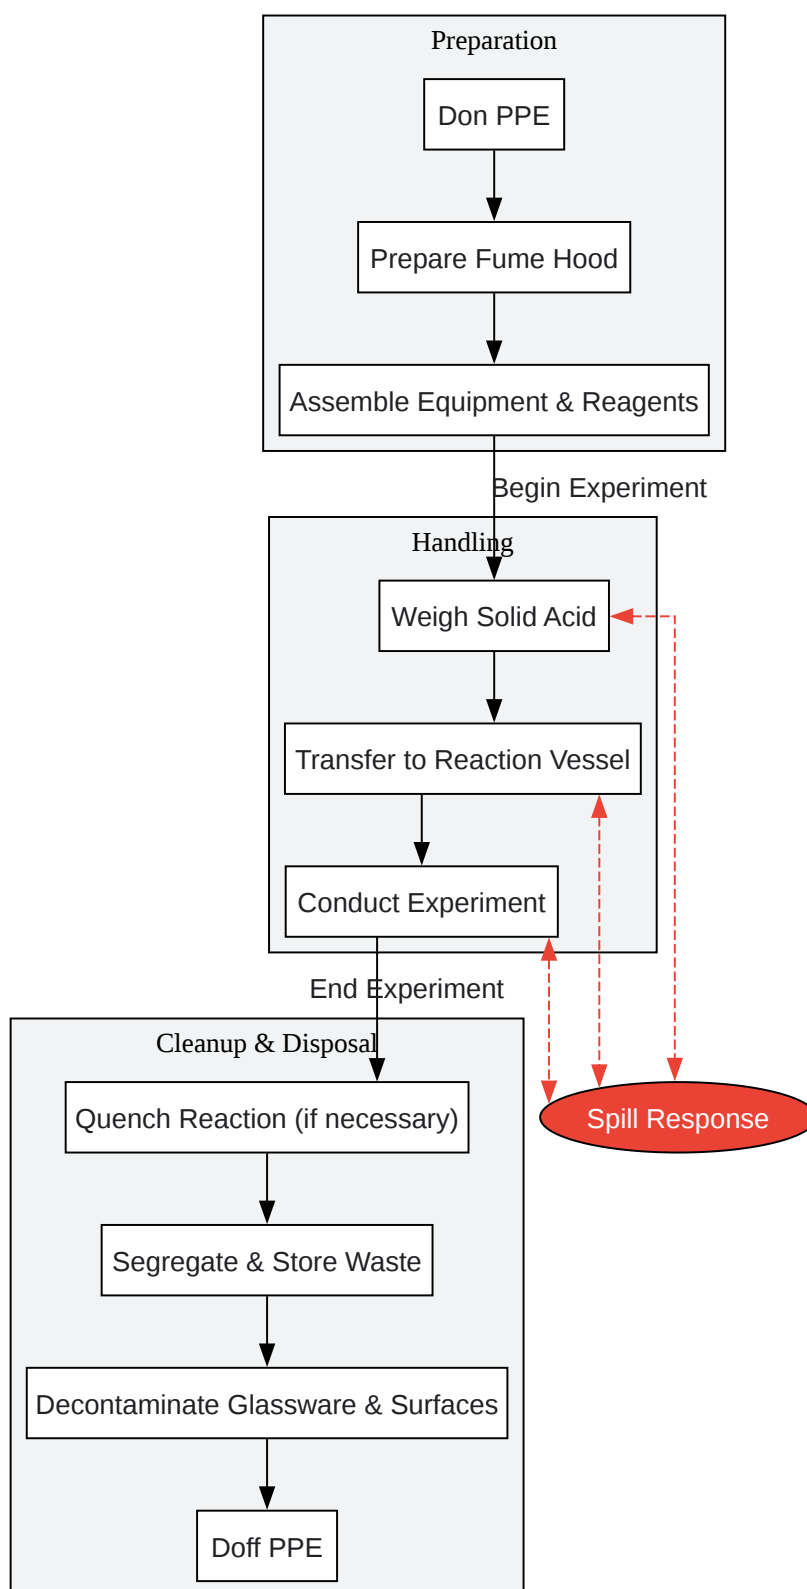 Preparation
Don PPE
Prepare Fume Hood
Assemble Equipment & Reagents
Begin Experiment
Handling
Weigh Solid Acid
Transfer to Reaction Vessel
Conduct Experiment
End Experiment
Cleanup & Disposal
Quench Reaction (if necessary)
Spill Response
Segregate & Store Waste
Decontaminate Glassware & Surfaces
Doff PPE